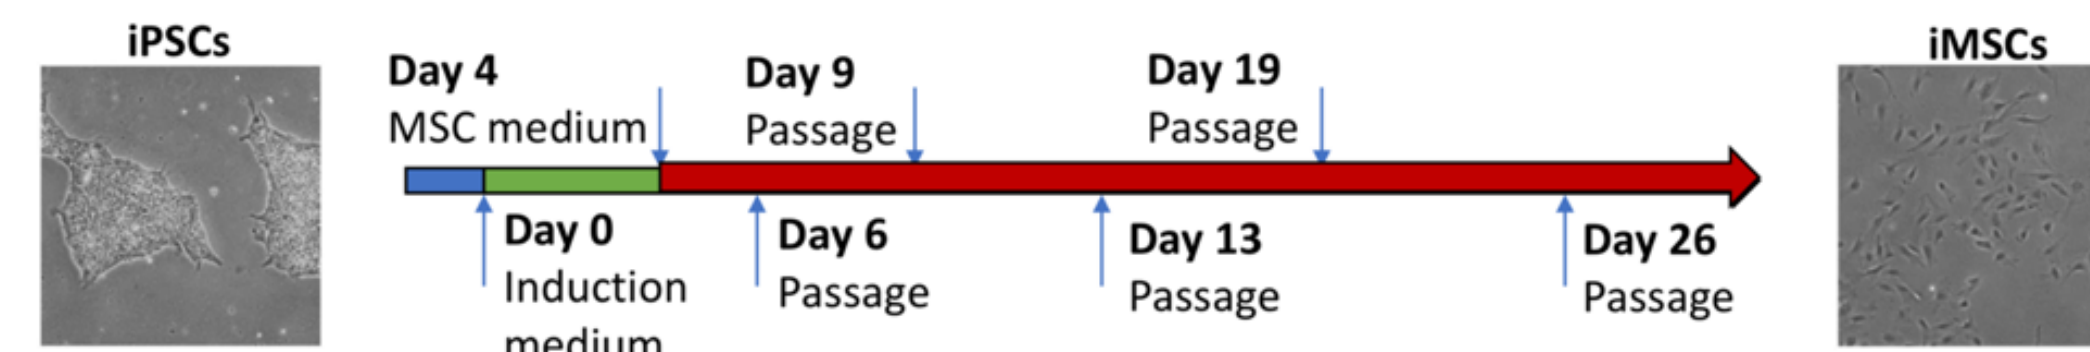 iPSCs
iMSCs
Day 4
MSC medium
Day 9
Passage
Day 19
Passage
Day 0
Induction
medium
Day 6
Passage
Day 13
Passage
Day 26
Passage